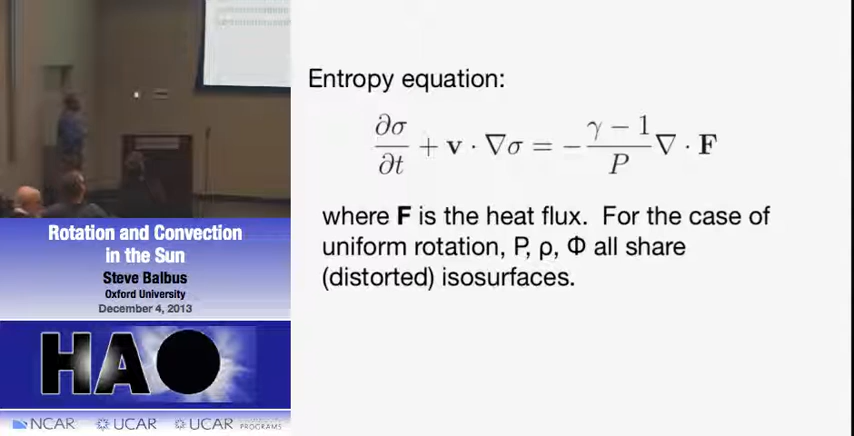 Entropy equation:
∂σ/∂t + v · ∇σ = − (γ − 1)/P ∇ · F
where F is the heat flux. For the case of
uniform rotation, P, ρ, Φ all share
(distorted) isosurfaces.
Rotation and Convection
in the Sun
Steve Balbus
Oxford University
December 4, 2013
HAO
NCAR UCAR UCAR PROGRAMS